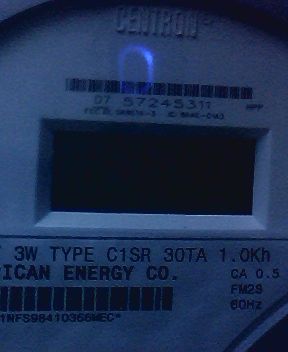 CENTRON®
07 57245311
3W TYPE C1SR 30TA 1.0Kh
ICAN ENERGY CO.
CA 0.5
FM2S
60Hz